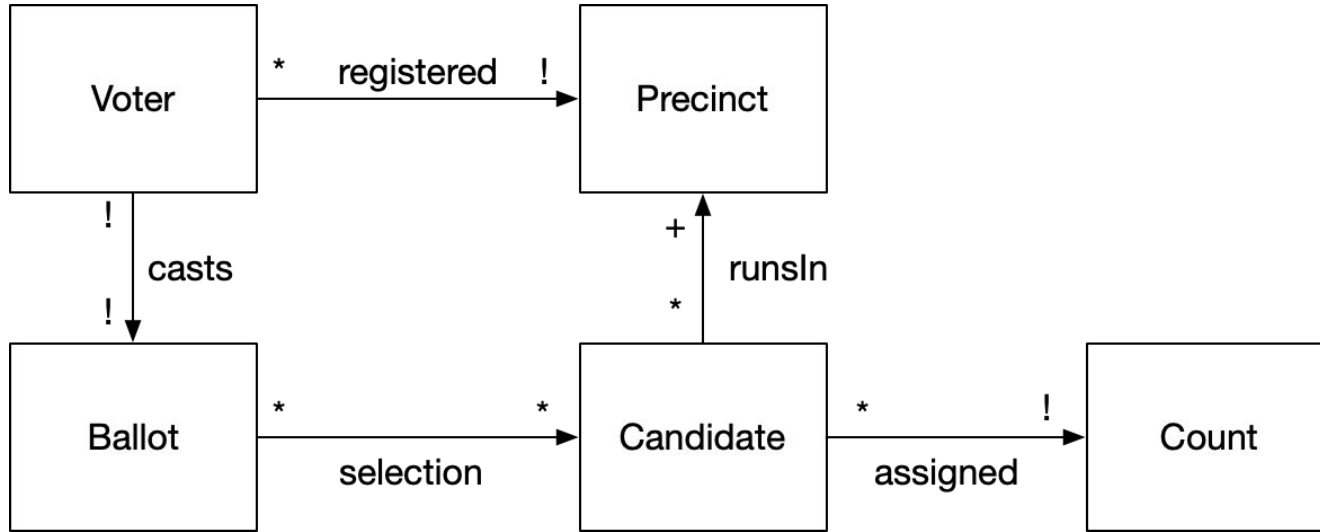 Voter
* registered !
Precinct
!
casts
!
+
runsIn
*
Ballot
* *
selection
Candidate
* !
assigned
Count